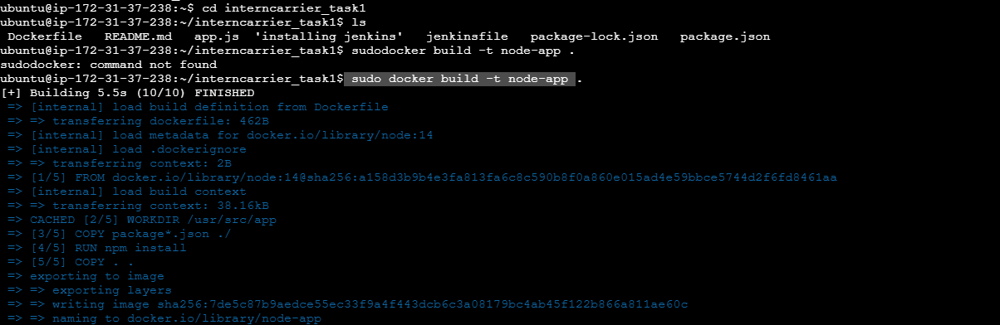 ubuntu@ip-172-31-37-238:~$ cd interncarrier_task1
ubuntu@ip-172-31-37-238:~/interncarrier_task1$ ls
Dockerfile README.md app.js 'installing jenkins' jenkinsfile package-lock.json package.json
ubuntu@ip-172-31-37-238:~/interncarrier_task1$ sudodocker build -t node-app .
sudodocker: command not found
ubuntu@ip-172-31-37-238:~/interncarrier_task1$ sudo docker build -t node-app .
[+] Building 5.5s (10/10) FINISHED
=> [internal] load build definition from Dockerfile
=> => transferring dockerfile: 462B
=> [internal] load metadata for docker.io/library/node:14
=> [internal] load .dockerignore
=> => transferring context: 2B
=> [1/5] FROM docker.io/library/node:14@sha256:a158d3b9b4e3fa813fa6c8c590b8f0a860e015ad4e59bbce5744d2f6fd8461aa
=> [internal] load build context
=> => transferring context: 38.16kB
=> CACHED [2/5] WORKDIR /usr/src/app
=> [3/5] COPY package*.json ./
=> [4/5] RUN npm install
=> [5/5] COPY . .
=> exporting to image
=> => exporting layers
=> => writing image sha256:7de5c87b9aedce55ec33f9a4f443dcb6c3a08179bc4ab45f122b866a811ae60c
=> => naming to docker.io/library/node-app